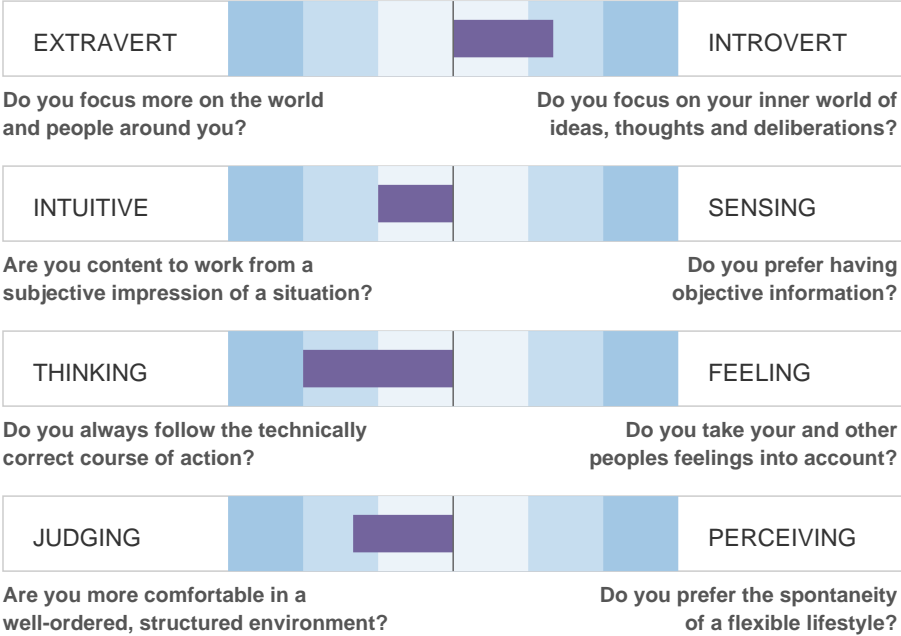 EXTRAVERT INTROVERT
Do you focus more on the world
and people around you?
Do you focus on your inner world of
ideas, thoughts and deliberations?
INTUITIVE SENSING
Are you content to work from a
subjective impression of a situation?
Do you prefer having
objective information?
THINKING FEELING
Do you always follow the technically
correct course of action?
Do you take your and other
peoples feelings into account?
JUDGING PERCEIVING
Are you more comfortable in a
well-ordered, structured environment?
Do you prefer the spontaneity
of a flexible lifestyle?